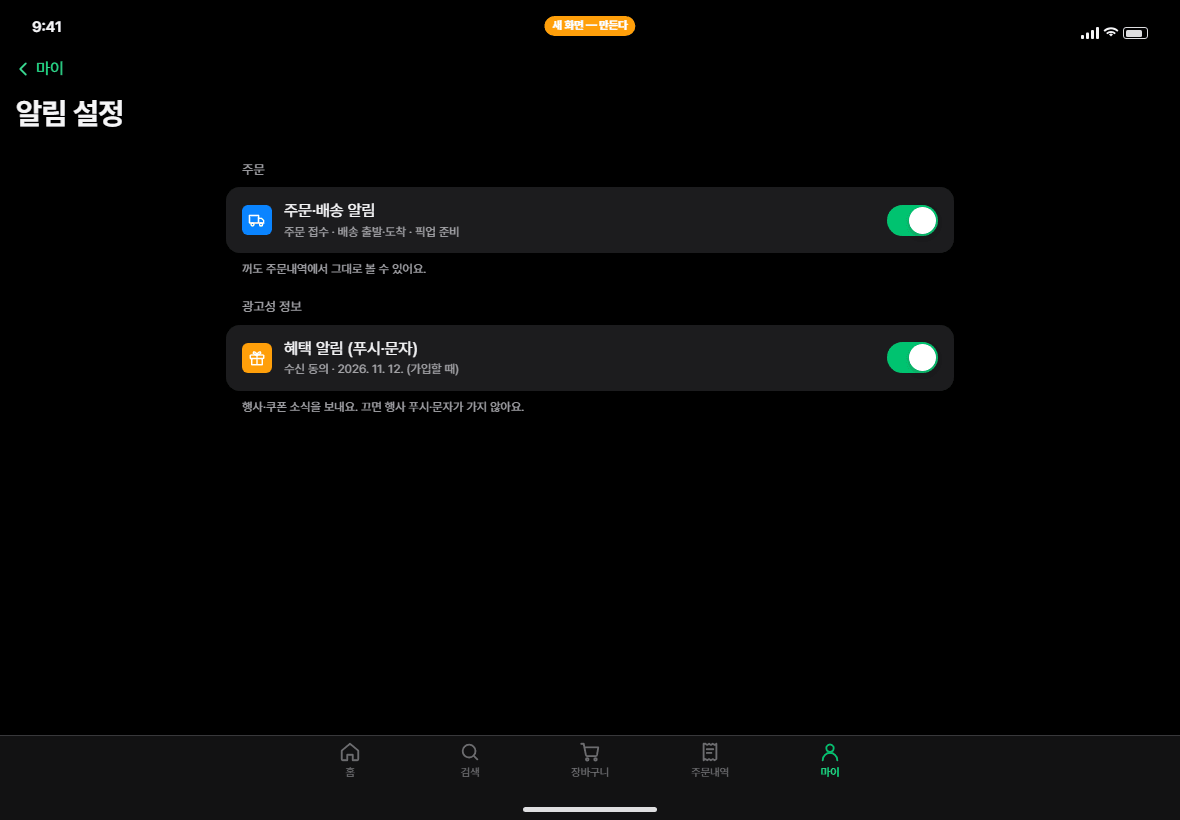 9:41
새 화면 — 만든다
마이
알림 설정
주문
주문·배송 알림
주문 접수 · 배송 출발·도착 · 픽업 준비
꺼도 주문내역에서 그대로 볼 수 있어요.
광고성 정보
혜택 알림 (푸시·문자)
수신 동의 · 2026. 11. 12. (가입할 때)
행사·쿠폰 소식을 보내요. 끄면 행사 푸시·문자가 가지 않아요.
홈
검색
장바구니
주문내역
마이